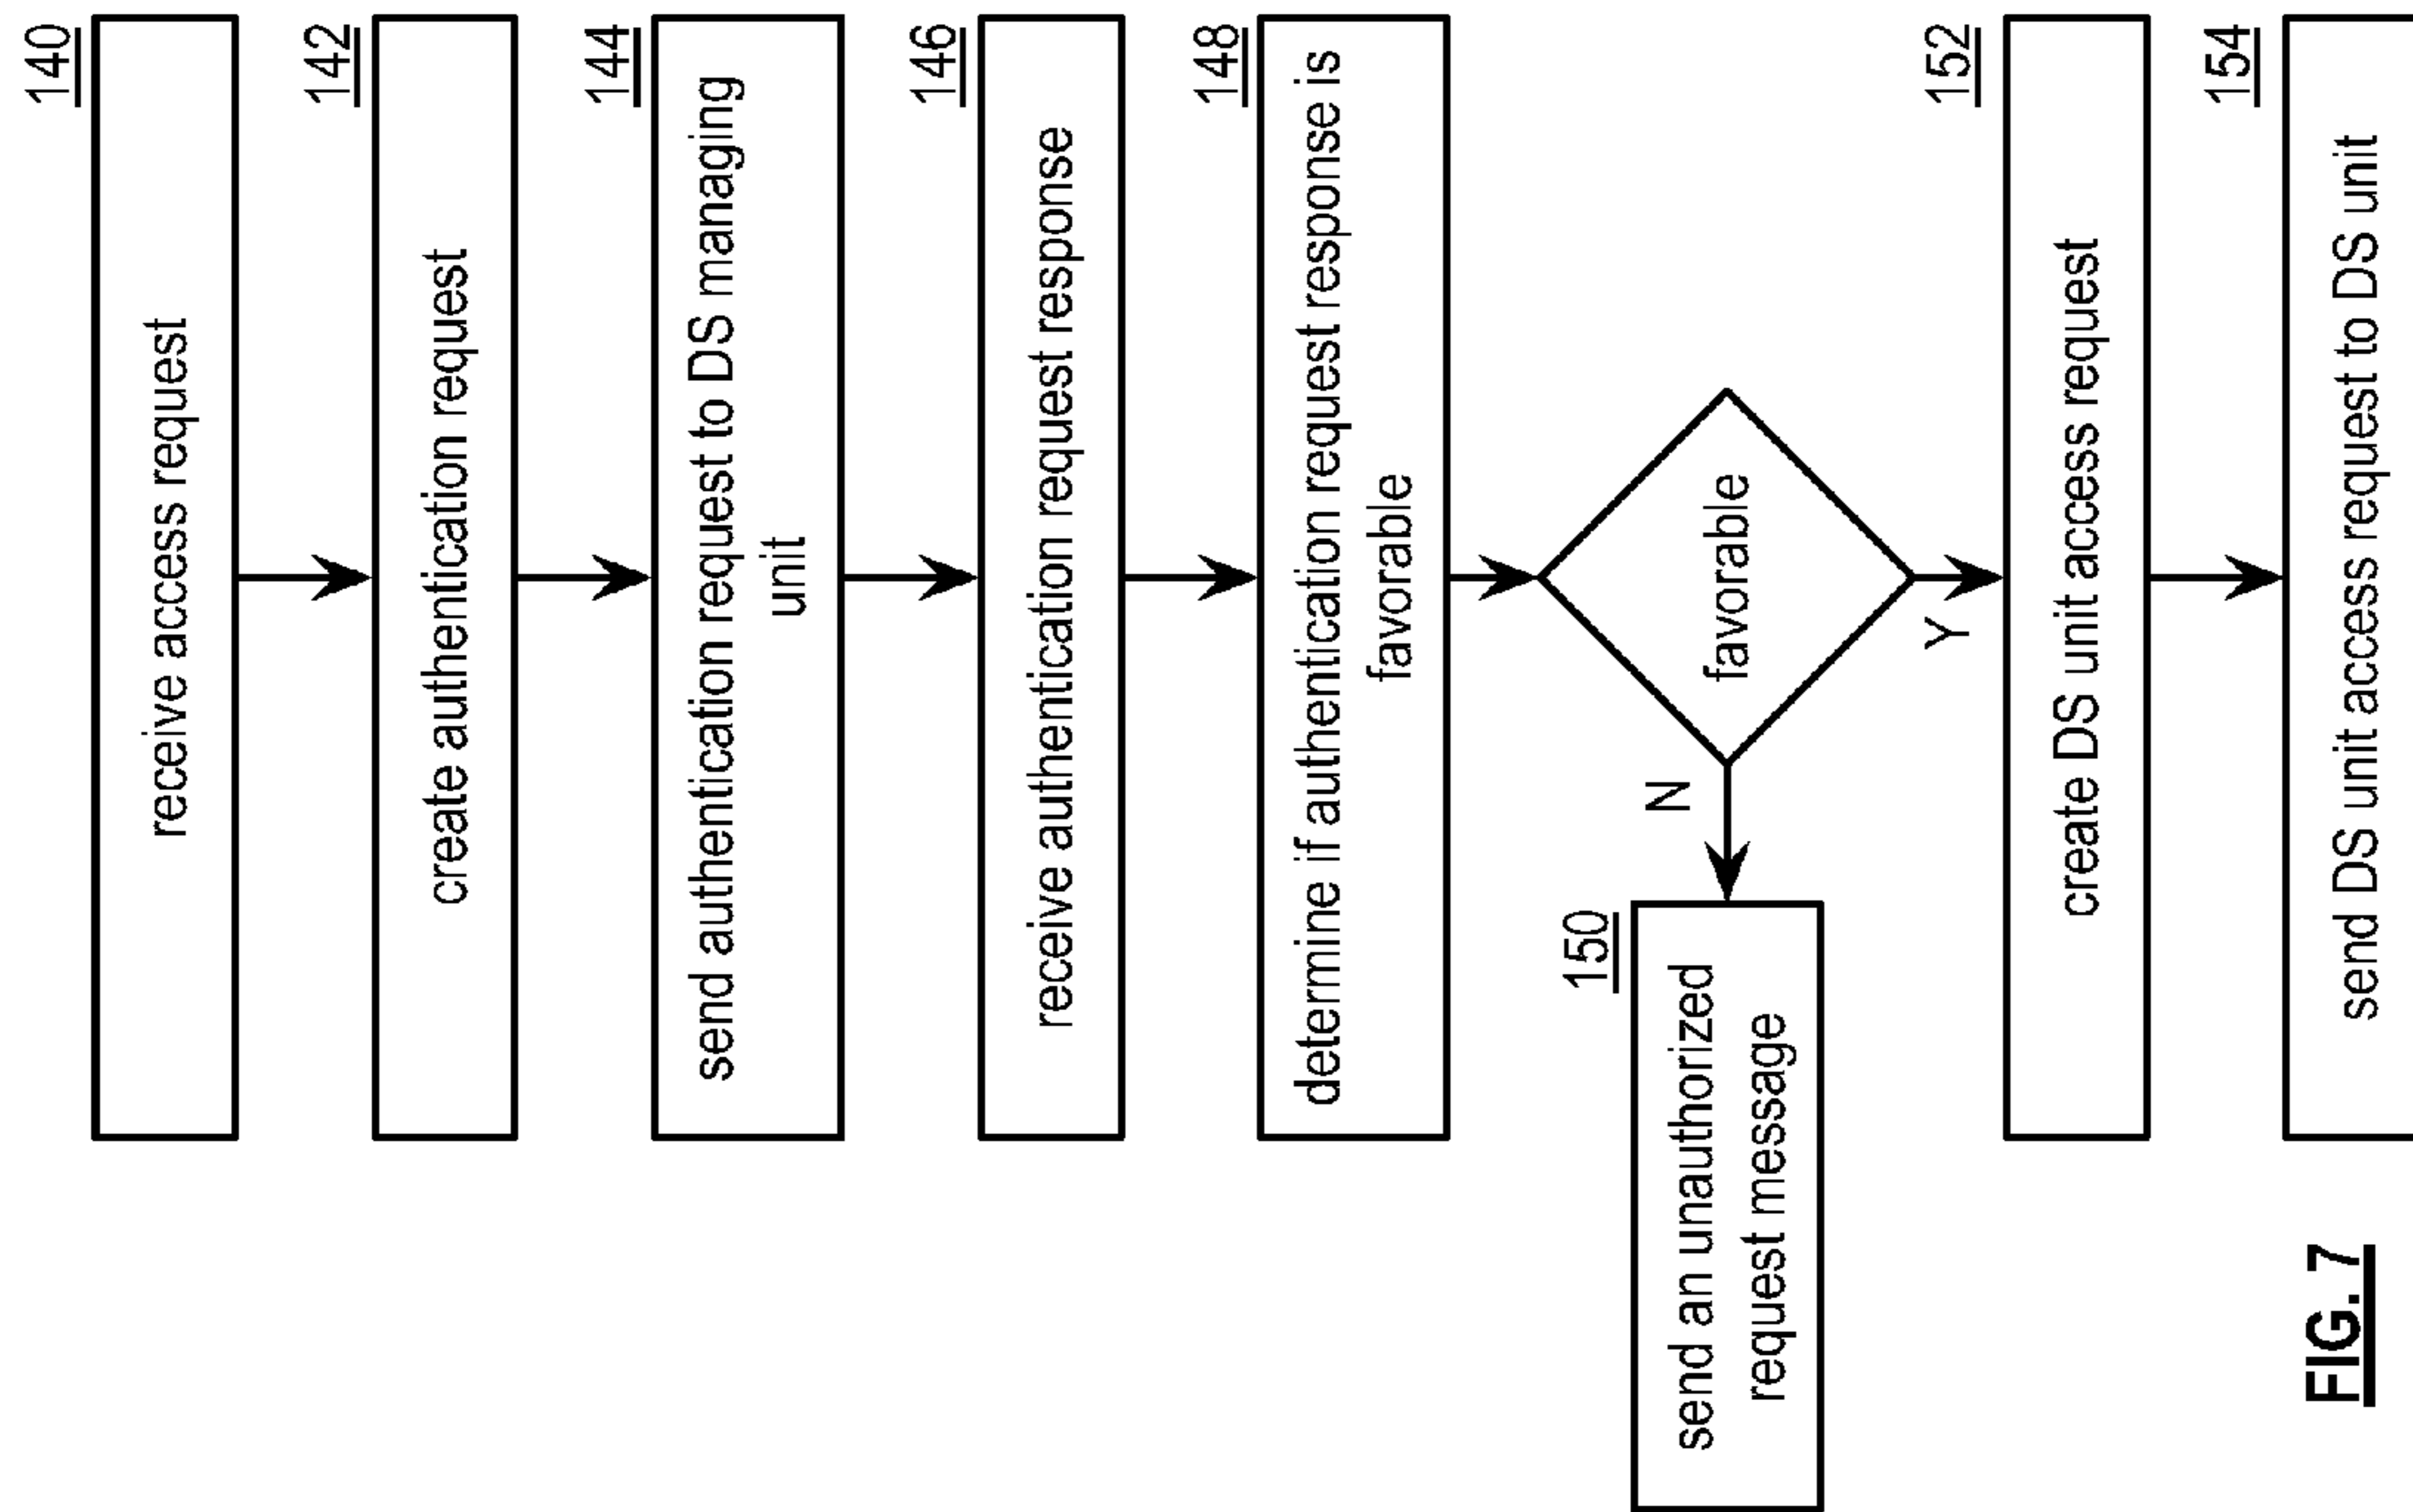 140
receive access request
142
create authentication request
144
send authentication request to DS managing
unit
146
receive authentication request response
148
determine if authentication request response is
favorable
favorable
N
Y
150
send an unauthorized
request message
152
create DS unit access request
154
send DS unit access request to DS unit
FIG. 7